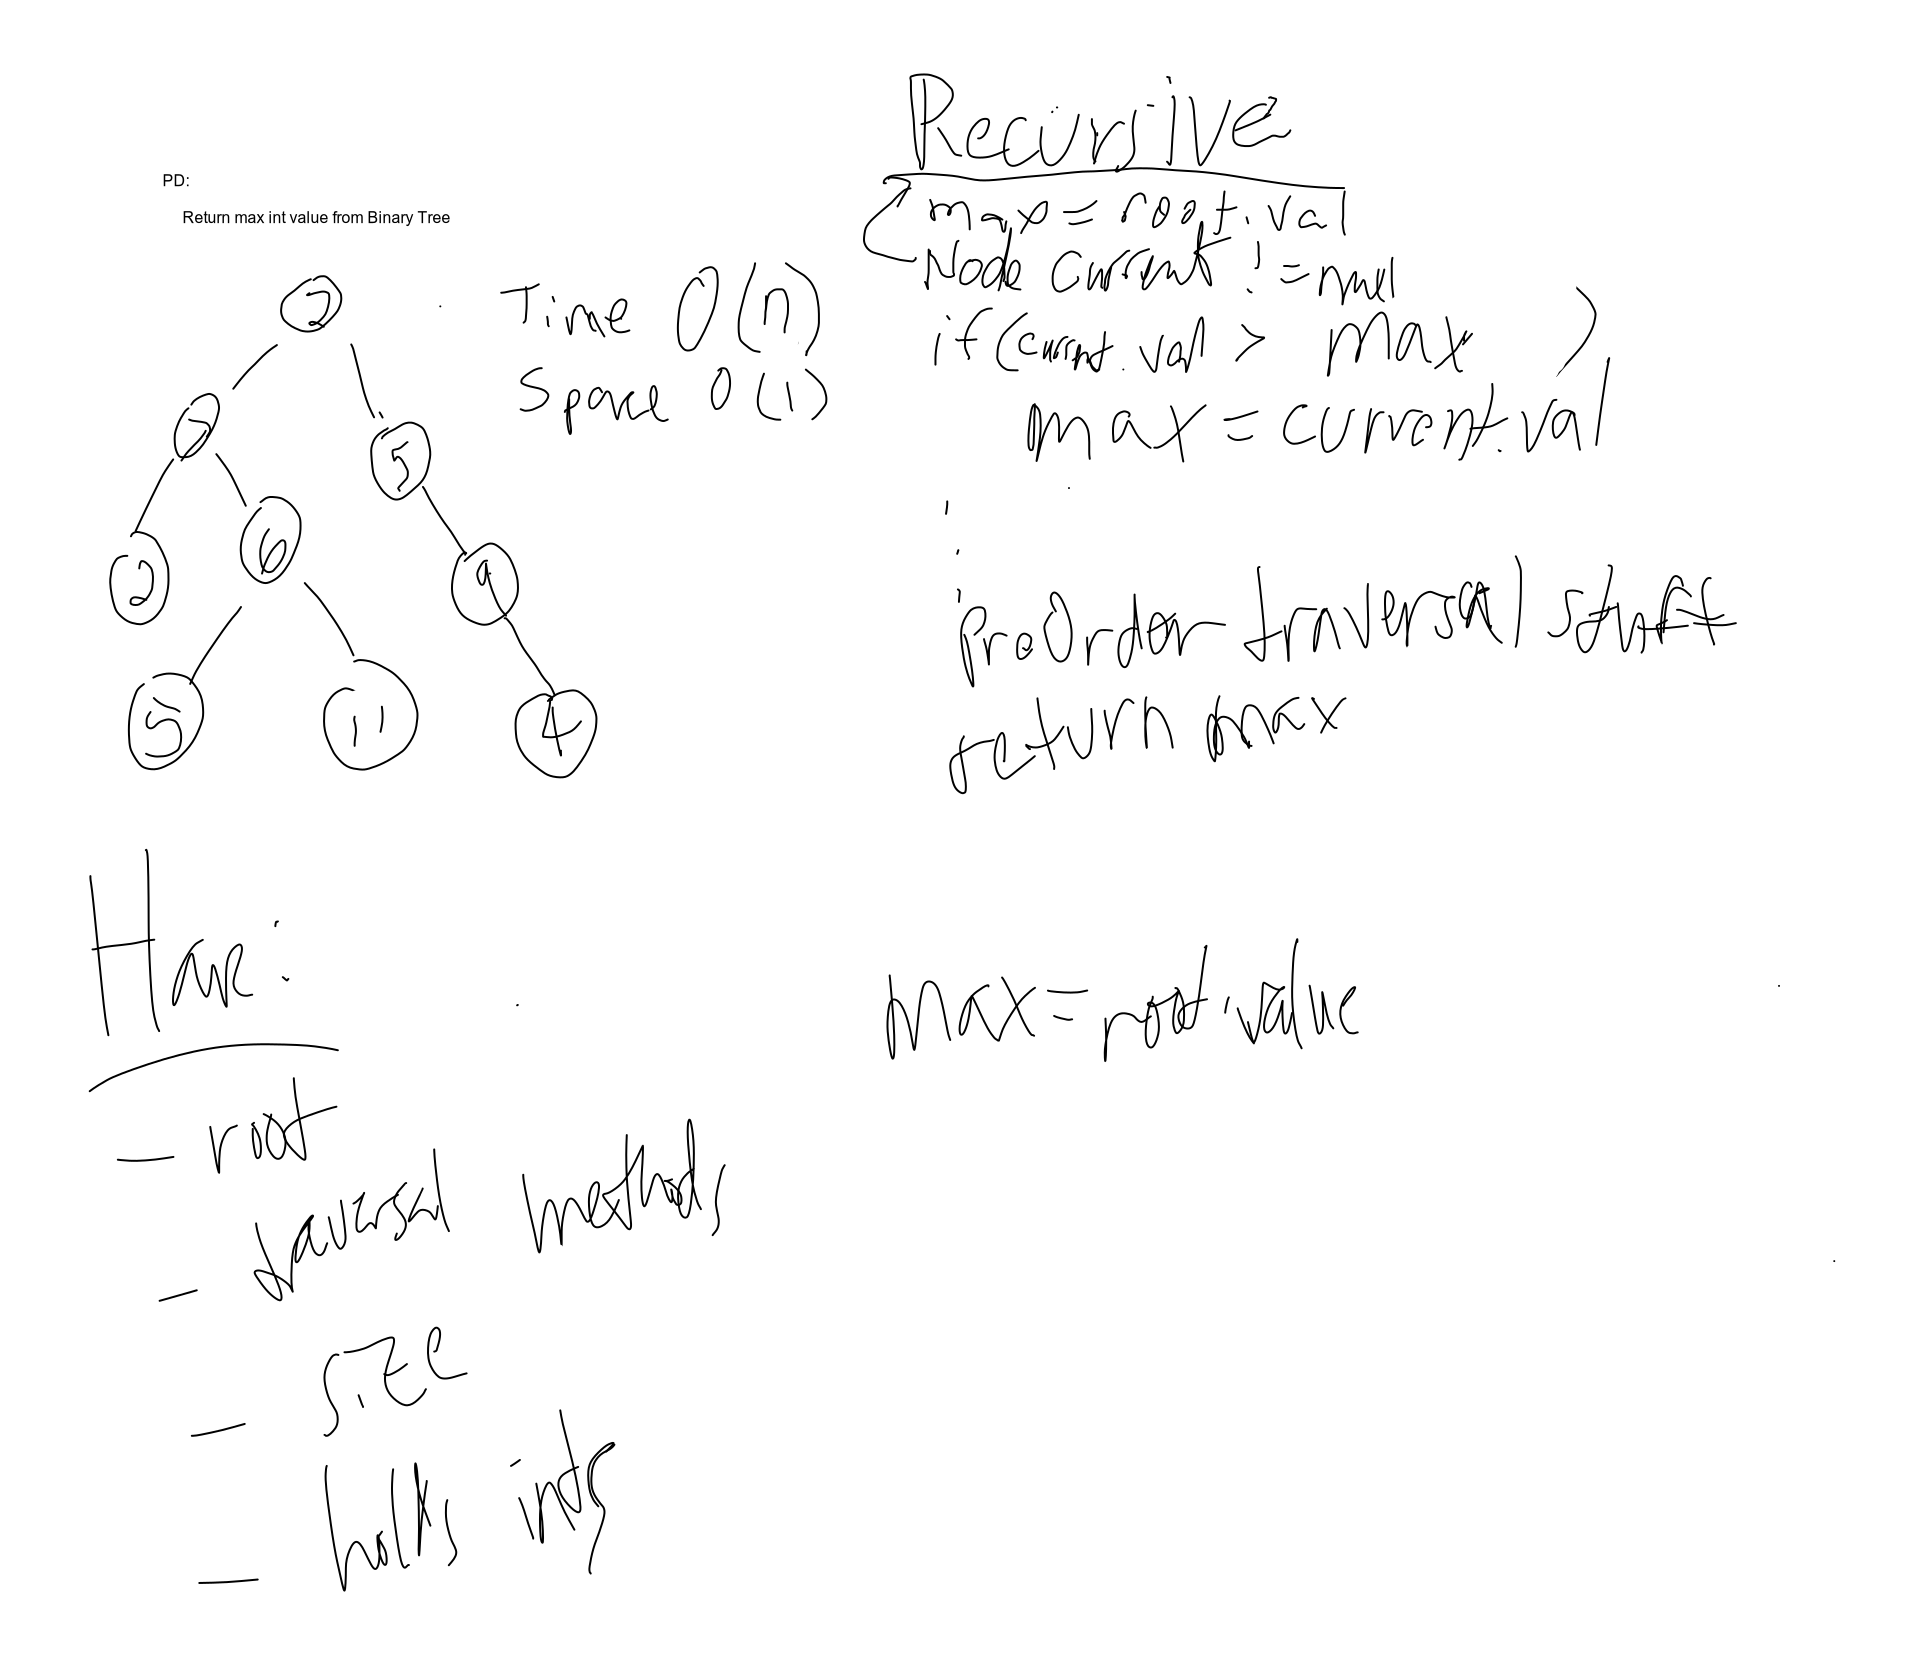 PD:
Return max int value from Binary Tree
2
7
5
2
6
9
5
11
4
Time O(n)
Space O(1)
Recursive
max = root.val
Node current != null
if (current.val > max)
max = current.val
PreOrder traversal stuff
return max
Have:
- root
- traversal methods
- size
- holds ints
max = root.value